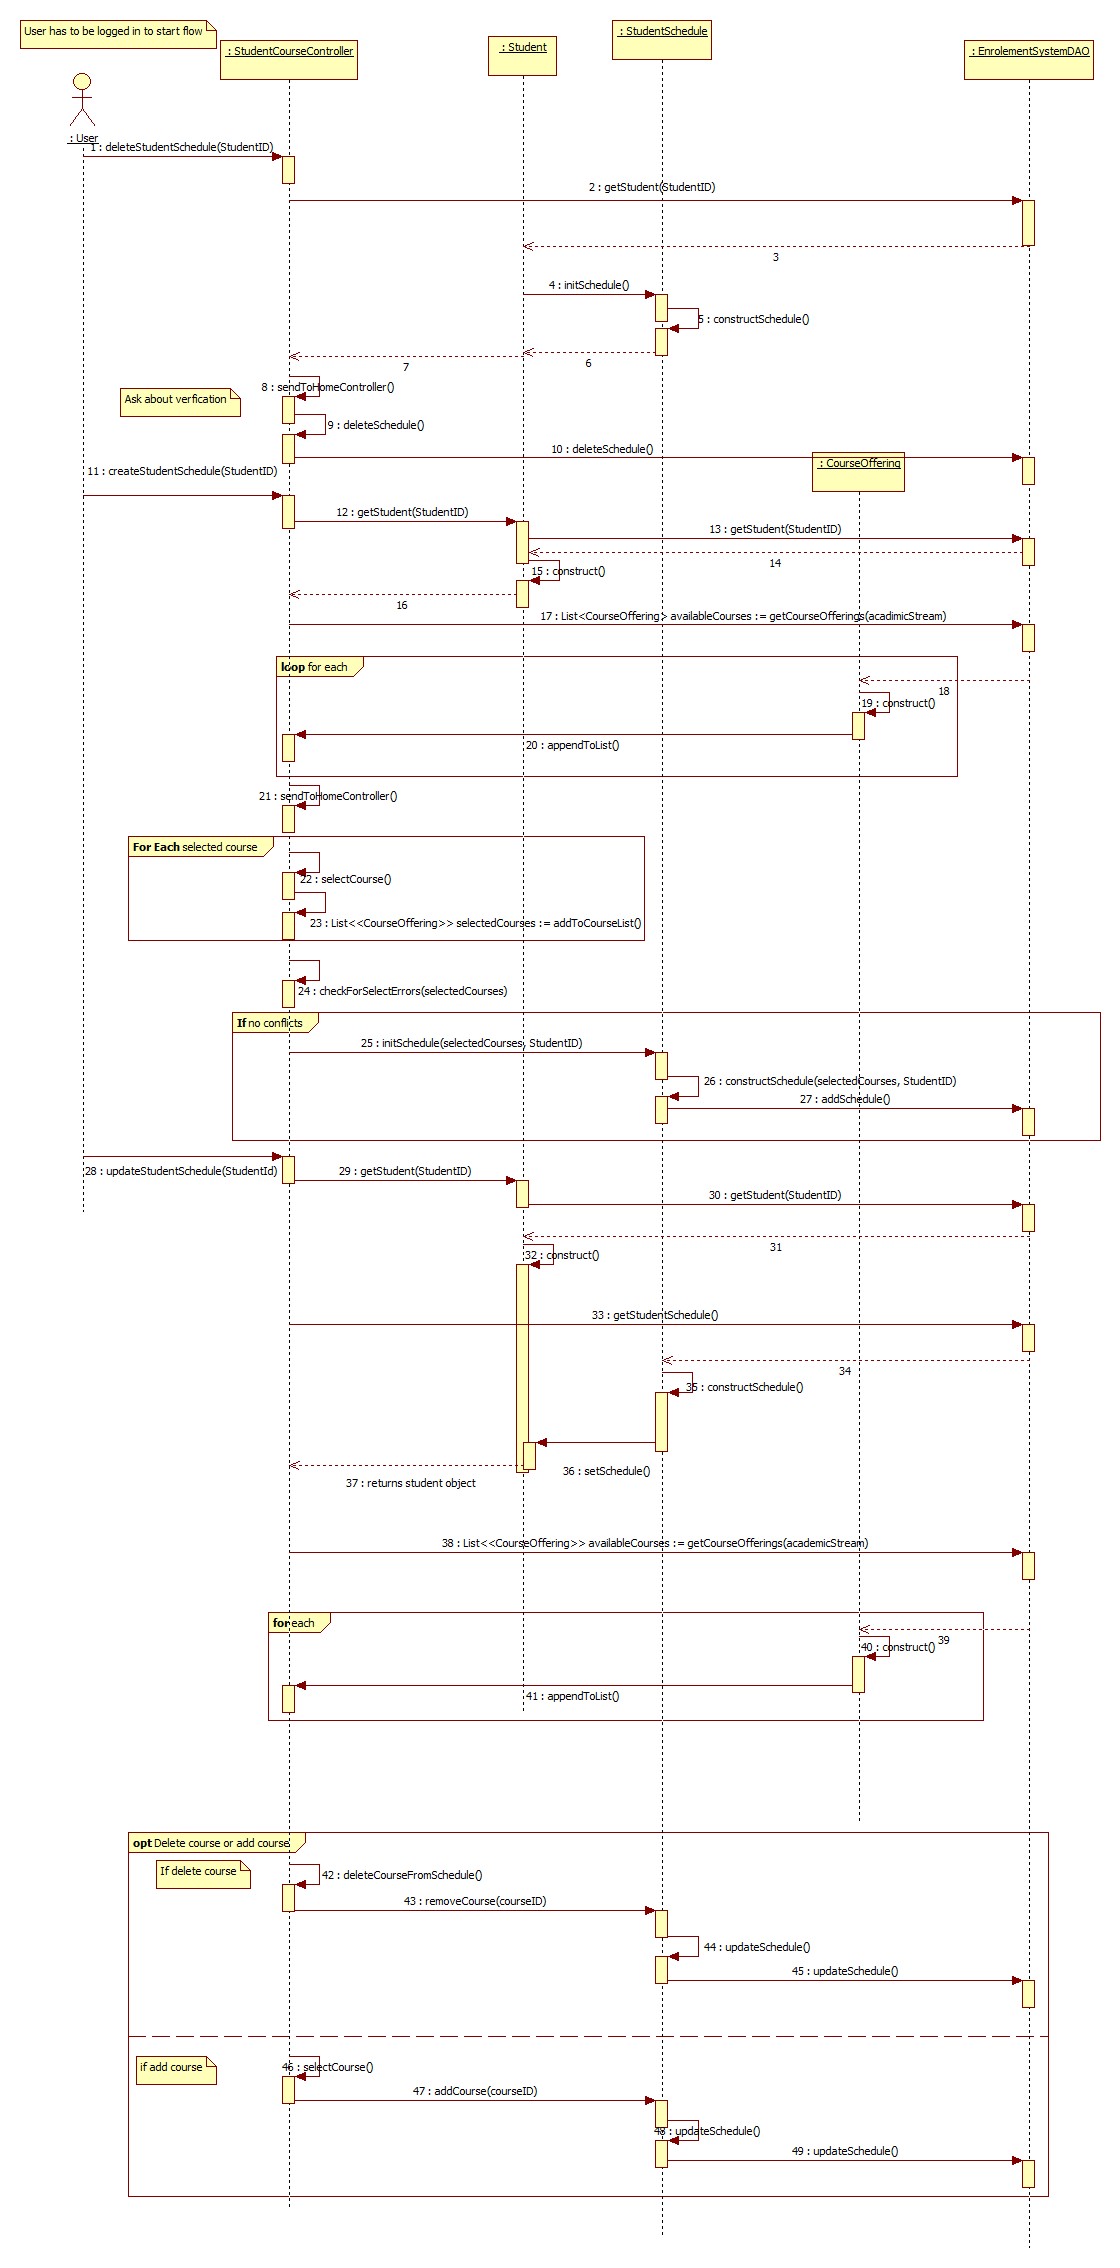 User has to be logged in to start flow
: StudentCourseController
: Student
: StudentSchedule
: EnrolementSystemDAO
: User
1 : deleteStudentSchedule(StudentID)
2 : getStudent(StudentID)
3
4 : initSchedule()
5 : constructSchedule()
6
7
8 : sendToHomeController()
Ask about verfication
9 : deleteSchedule()
10 : deleteSchedule()
: CourseOffering
11 : createStudentSchedule(StudentID)
12 : getStudent(StudentID)
13 : getStudent(StudentID)
14
15 : construct()
16
17 : List<CourseOffering> availableCourses := getCourseOfferings(acadimicStream)
loop for each
18
19 : construct()
20 : appendToList()
21 : sendToHomeController()
For Each selected course
22 : selectCourse()
23 : List<<CourseOffering>> selectedCourses := addToCourseList()
24 : checkForSelectErrors(selectedCourses)
If no conflicts
25 : initSchedule(selectedCourses, StudentID)
26 : constructSchedule(selectedCourses, StudentID)
27 : addSchedule()
28 : updateStudentSchedule(StudentId)
29 : getStudent(StudentID)
30 : getStudent(StudentID)
31
32 : construct()
33 : getStudentSchedule()
34
35 : constructSchedule()
36 : setSchedule()
37 : returns student object
38 : List<<CourseOffering>> availableCourses := getCourseOfferings(academicStream)
for each
39
40 : construct()
41 : appendToList()
opt Delete course or add course
If delete course
42 : deleteCourseFromSchedule()
43 : removeCourse(courseID)
44 : updateSchedule()
45 : updateSchedule()
if add course
46 : selectCourse()
47 : addCourse(courseID)
48 : updateSchedule()
49 : updateSchedule()